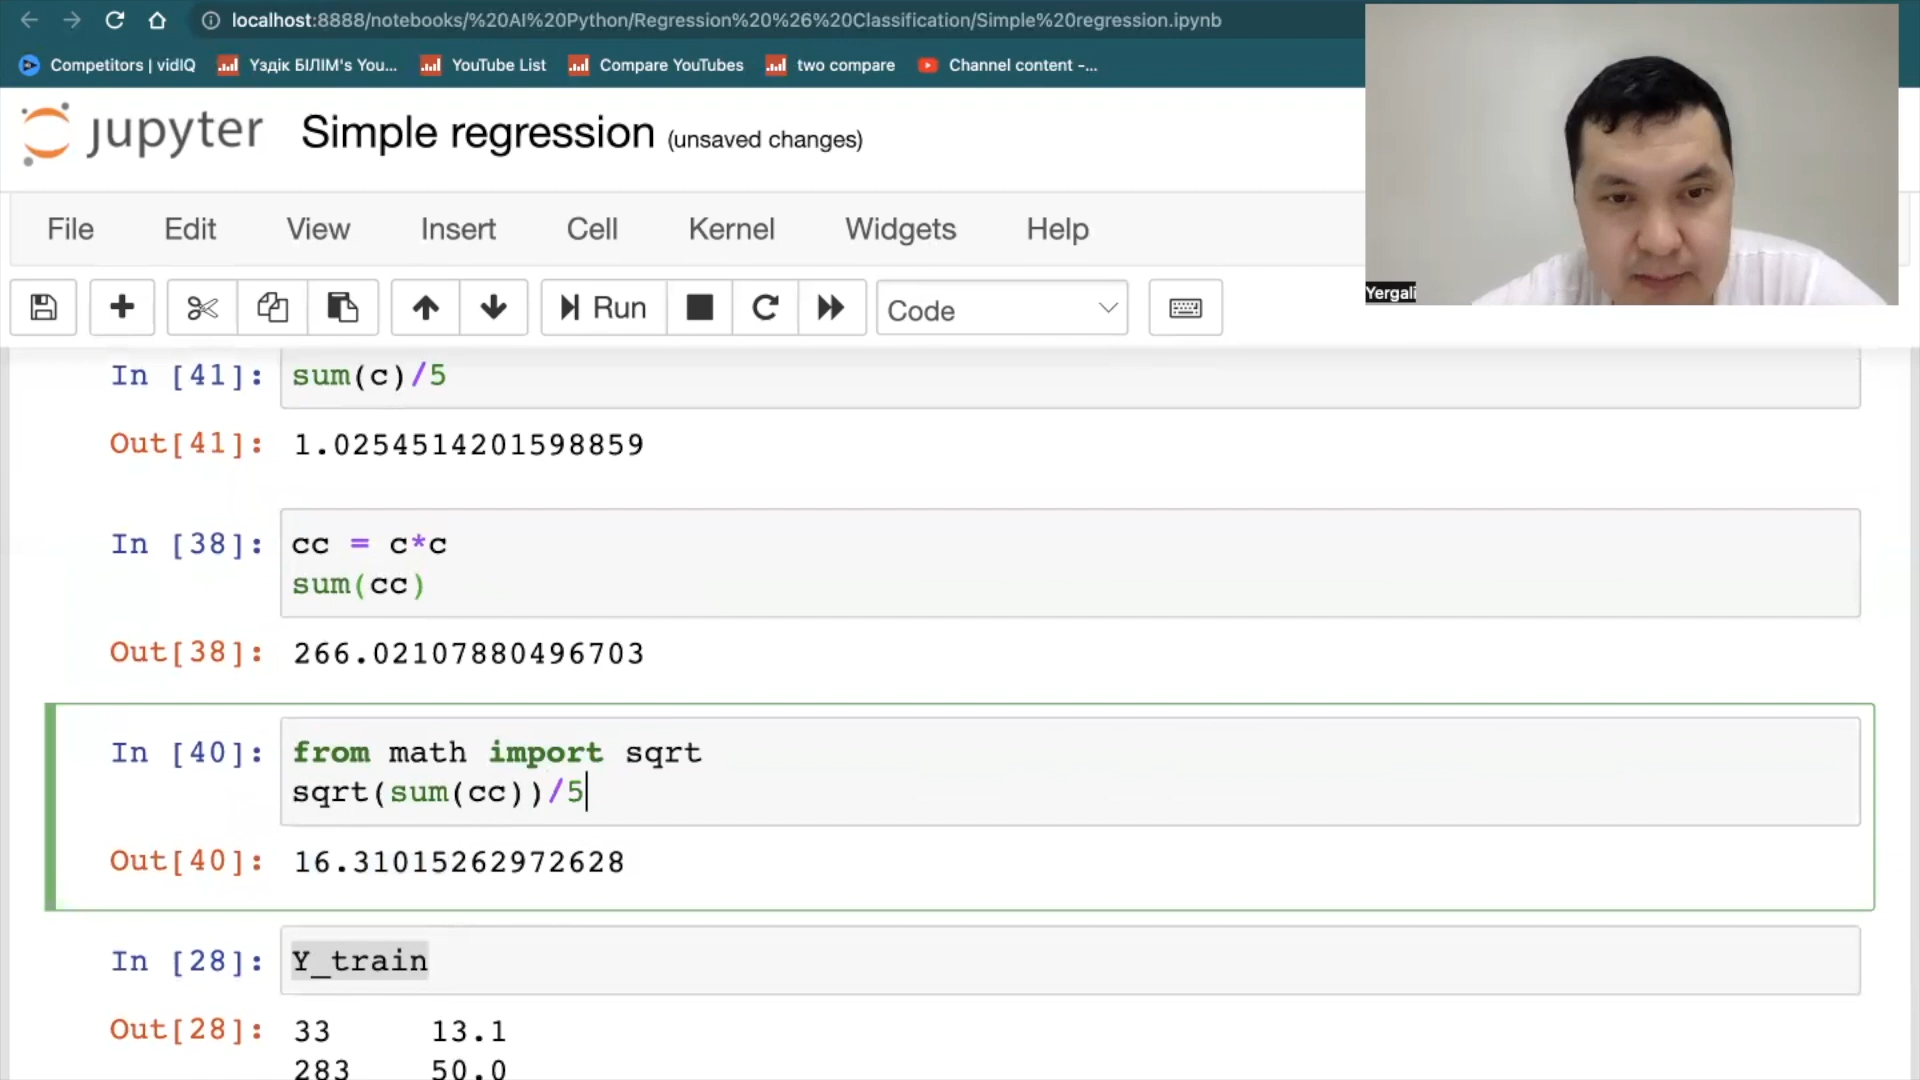 localhost:8888/notebooks/%20AI%20Python/Regression%20%26%20Classification/Simple%20regression.ipynb
Competitors | vidIQ
Үздік БІЛІМ's You...
YouTube List
Compare YouTubes
two compare
Channel content -...
jupyter
Simple regression (unsaved changes)
File Edit View Insert Cell Kernel Widgets Help
Run
Code
Yergali
In [41]: sum(c)/5
Out[41]: 1.0254514201598859
In [38]: cc = c*c
sum(cc)
Out[38]: 266.02107880496703
In [40]: from math import sqrt
sqrt(sum(cc))/5
Out[40]: 16.31015262972628
In [28]: Y_train
Out[28]: 33 13.1
283 50.0